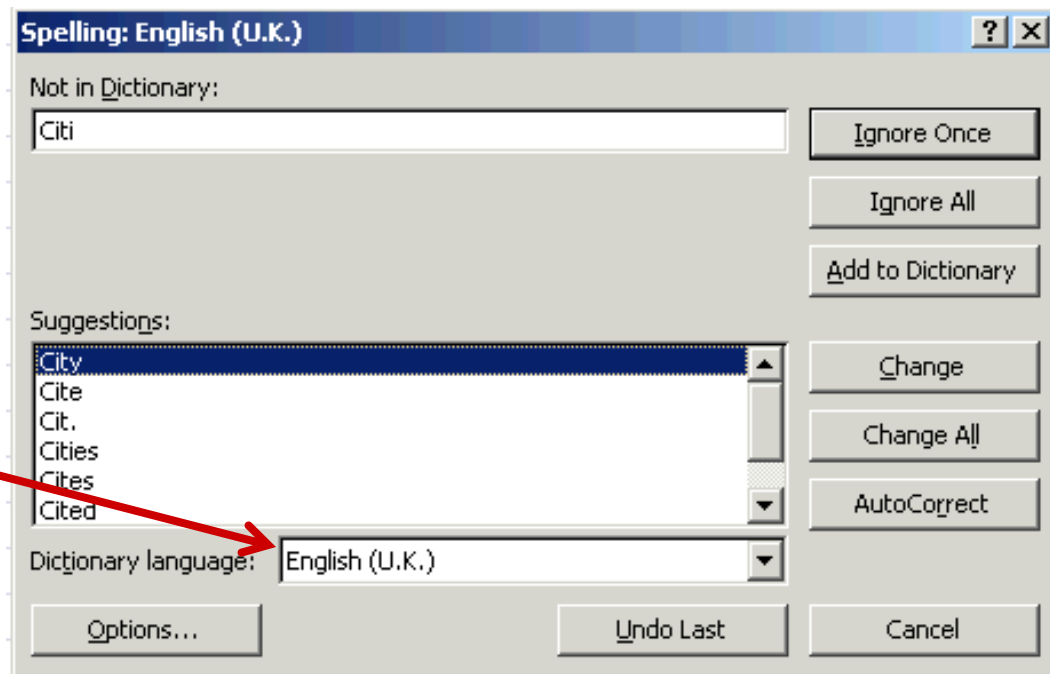 Spelling: English (U.K.)
Not in Dictionary:
Citi
Ignore Once
Ignore All
Add to Dictionary
Suggestions:
City
Cite
Cit.
Cities
Cites
Cited
Change
Change All
AutoCorrect
Dictionary language: English (U.K.)
Options... Undo Last Cancel